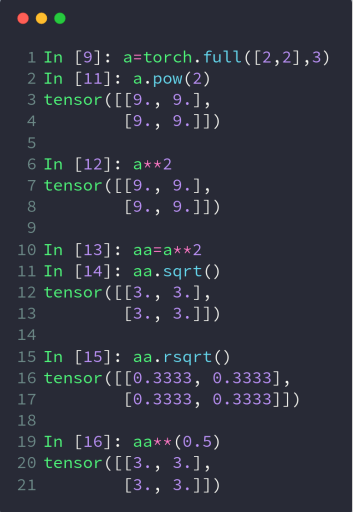 1 In [9]: a=torch.full([2,2],3)
2 In [11]: a.pow(2)
3 tensor([[9., 9.],
4         [9., 9.]])
5
6 In [12]: a**2
7 tensor([[9., 9.],
8         [9., 9.]])
9
10 In [13]: aa=a**2
11 In [14]: aa.sqrt()
12 tensor([[3., 3.],
13         [3., 3.]])
14
15 In [15]: aa.rsqrt()
16 tensor([[0.3333, 0.3333],
17         [0.3333, 0.3333]])
18
19 In [16]: aa**(0.5)
20 tensor([[3., 3.],
21         [3., 3.]])